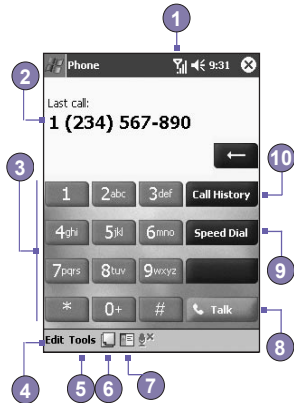 1
Phone 9:31
2
Last call:
1 (234) 567-890
3
10
1 2abc 3def Call History
4ghi 5jkl 6mno Speed Dial
9
7pqrs 8tuv 9wxyz
* 0+ # Talk
8
Edit Tools
4 5 6 7